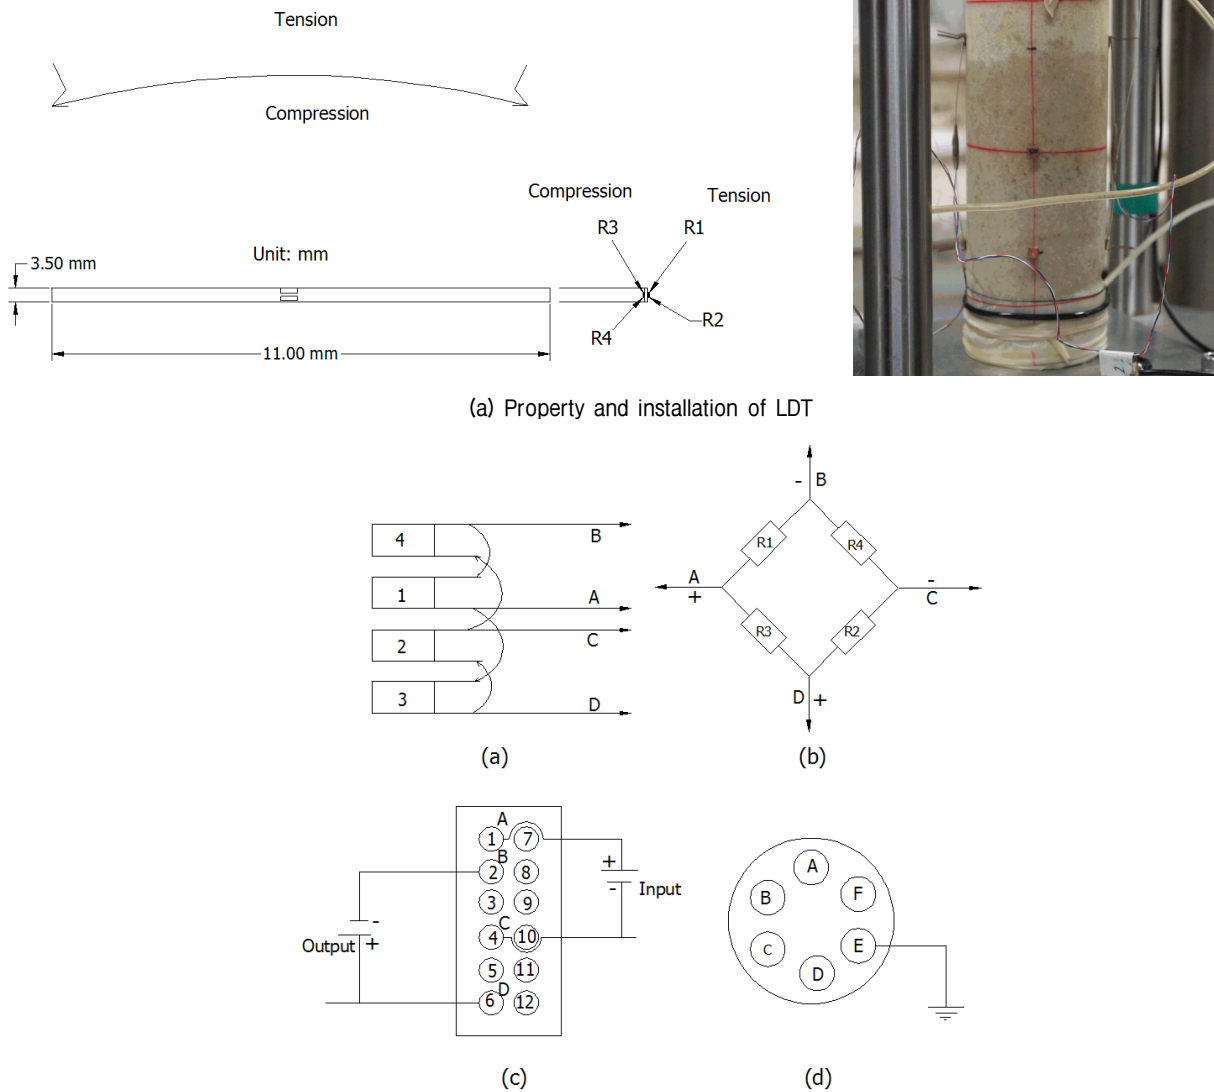 Tension
Compression
Compression
Tension
R3
R1
Unit: mm
3.50 mm
R4
R2
11.00 mm
(a) Property and installation of LDT
4
B
1
A
2
C
3
D
(a)
- B
R1
R4
A
+
-
C
R3
R2
D +
(b)
A
1 7
B
2 8
3 9
C
4 10
5 11
D
6 12
+
-
Input
-
+
Output
(c)
A
B
F
C
E
D
(d)